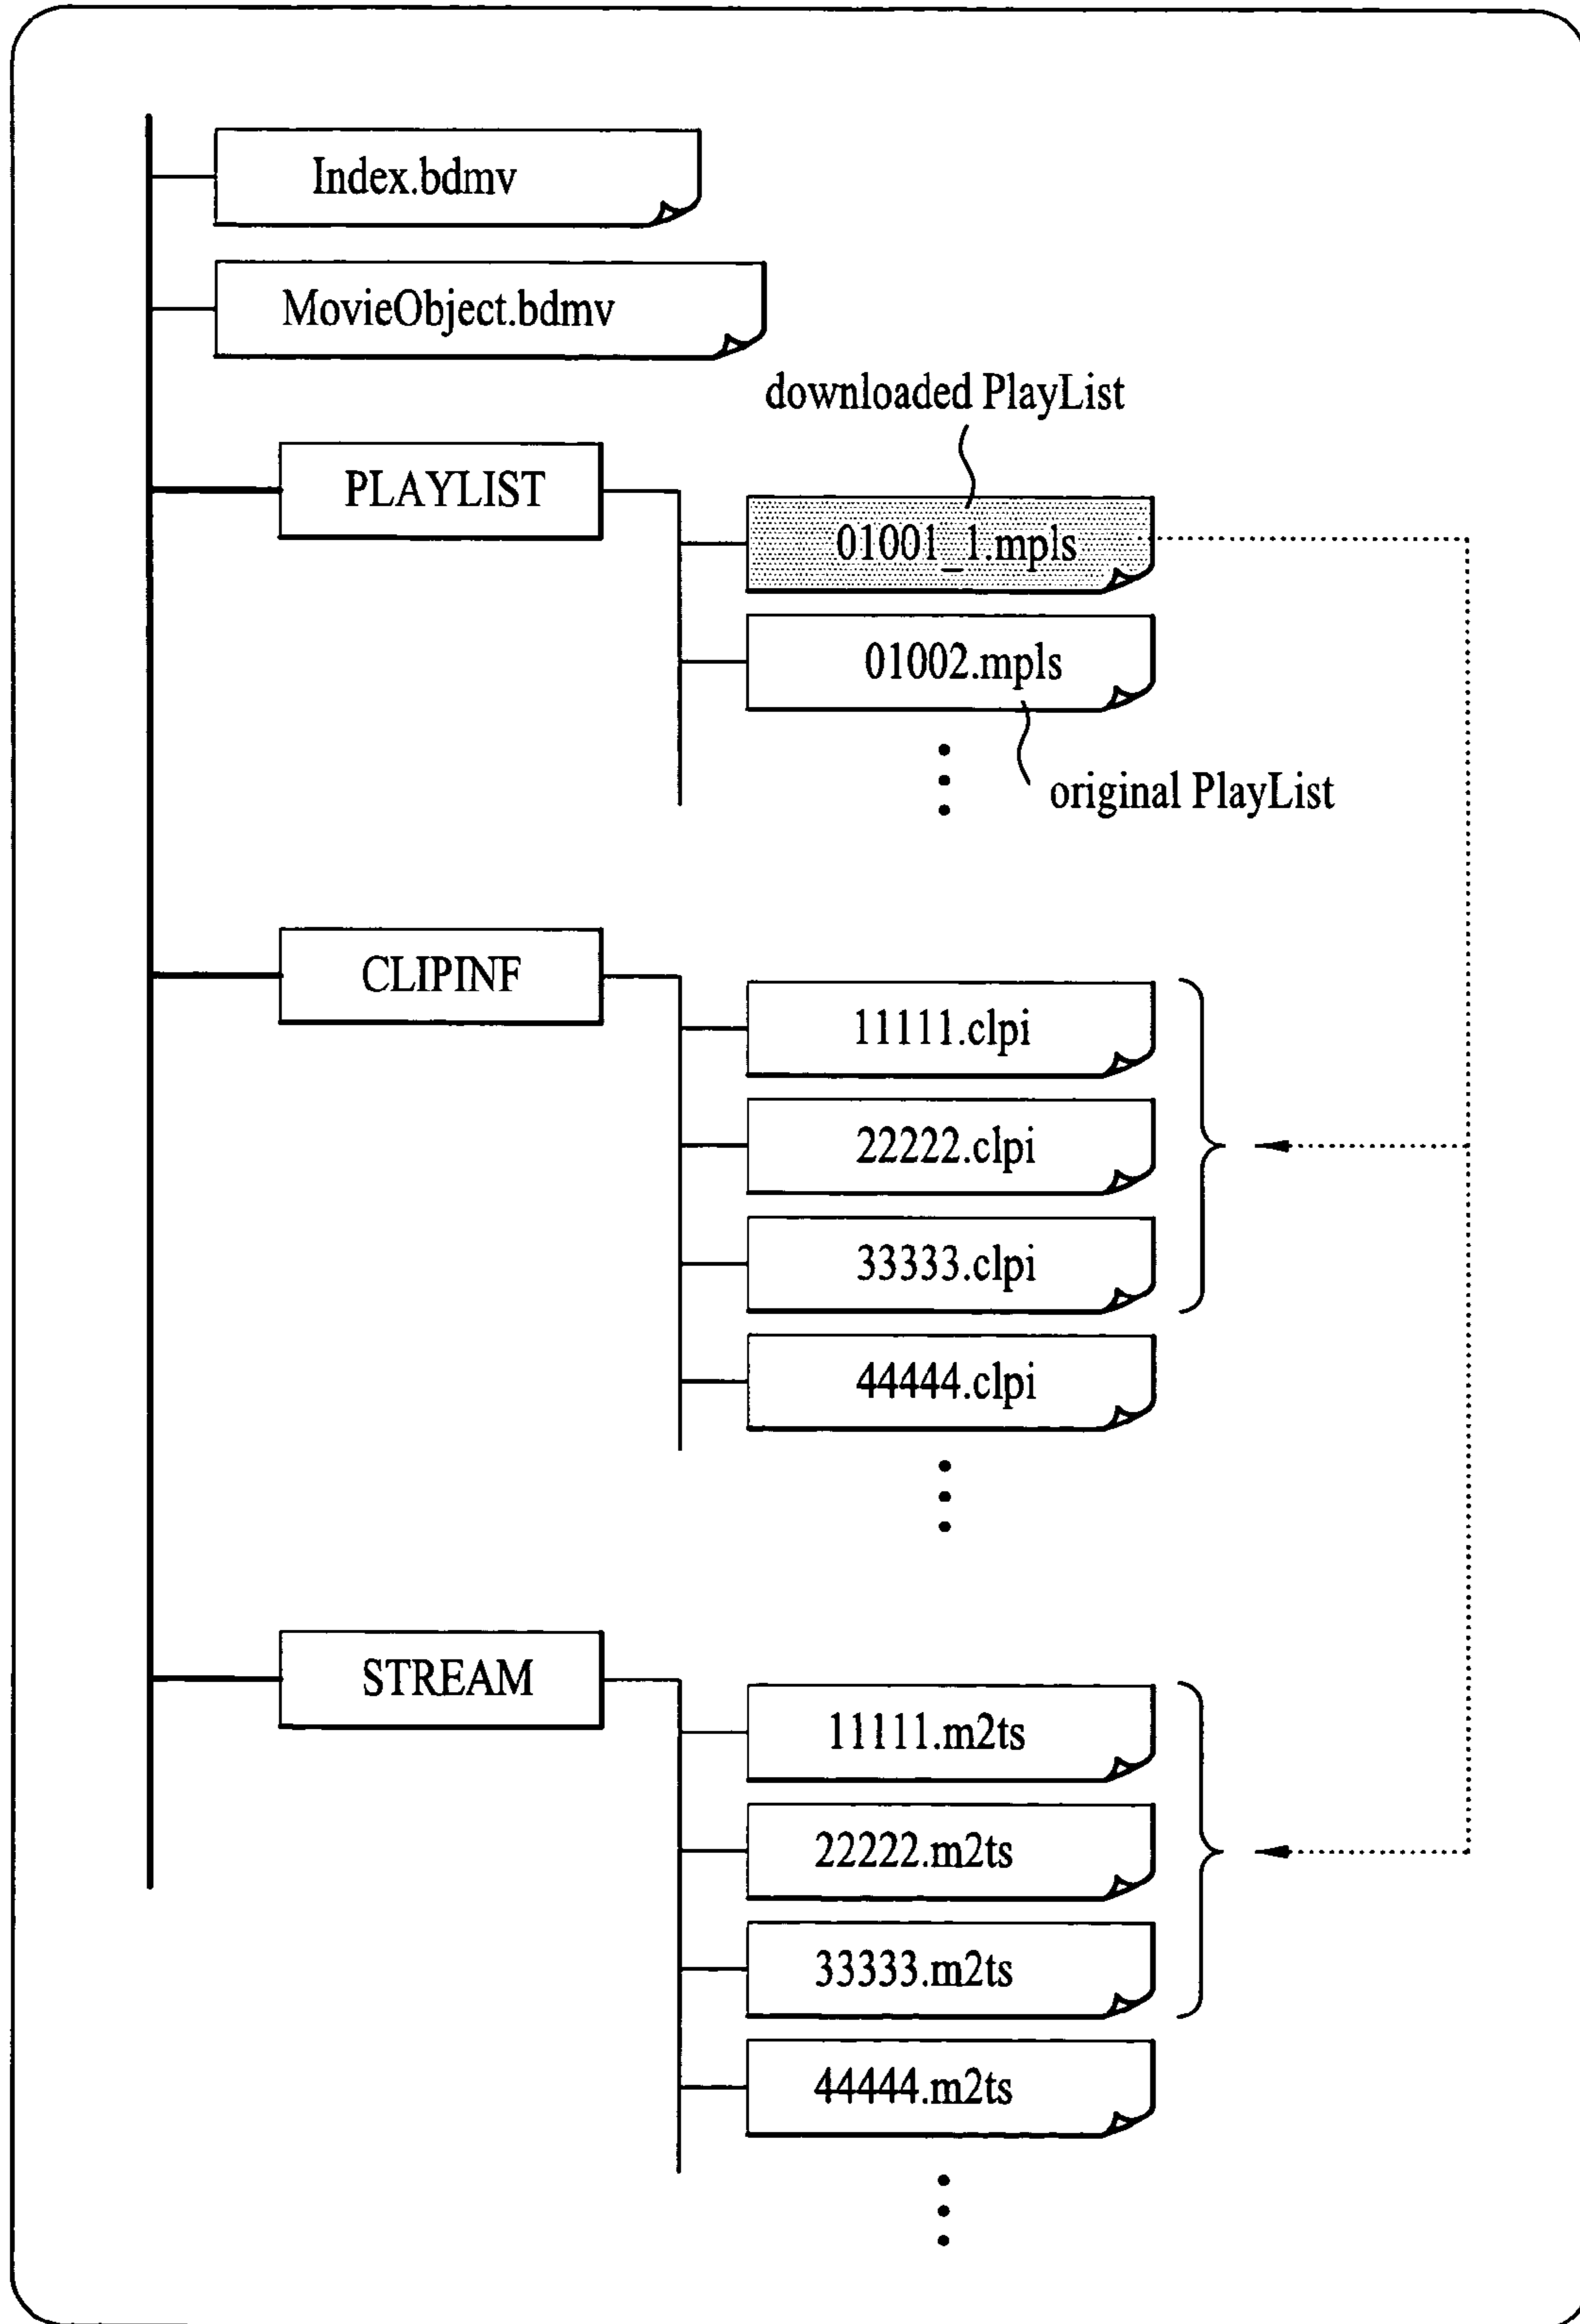 Index.bdmv
MovieObject.bdmv
downloaded PlayList
PLAYLIST
01001_1.mpls
01002.mpls
original PlayList
CLIPINF
11111.clpi
22222.clpi
33333.clpi
44444.clpi
STREAM
11111.m2ts
22222.m2ts
33333.m2ts
44444.m2ts